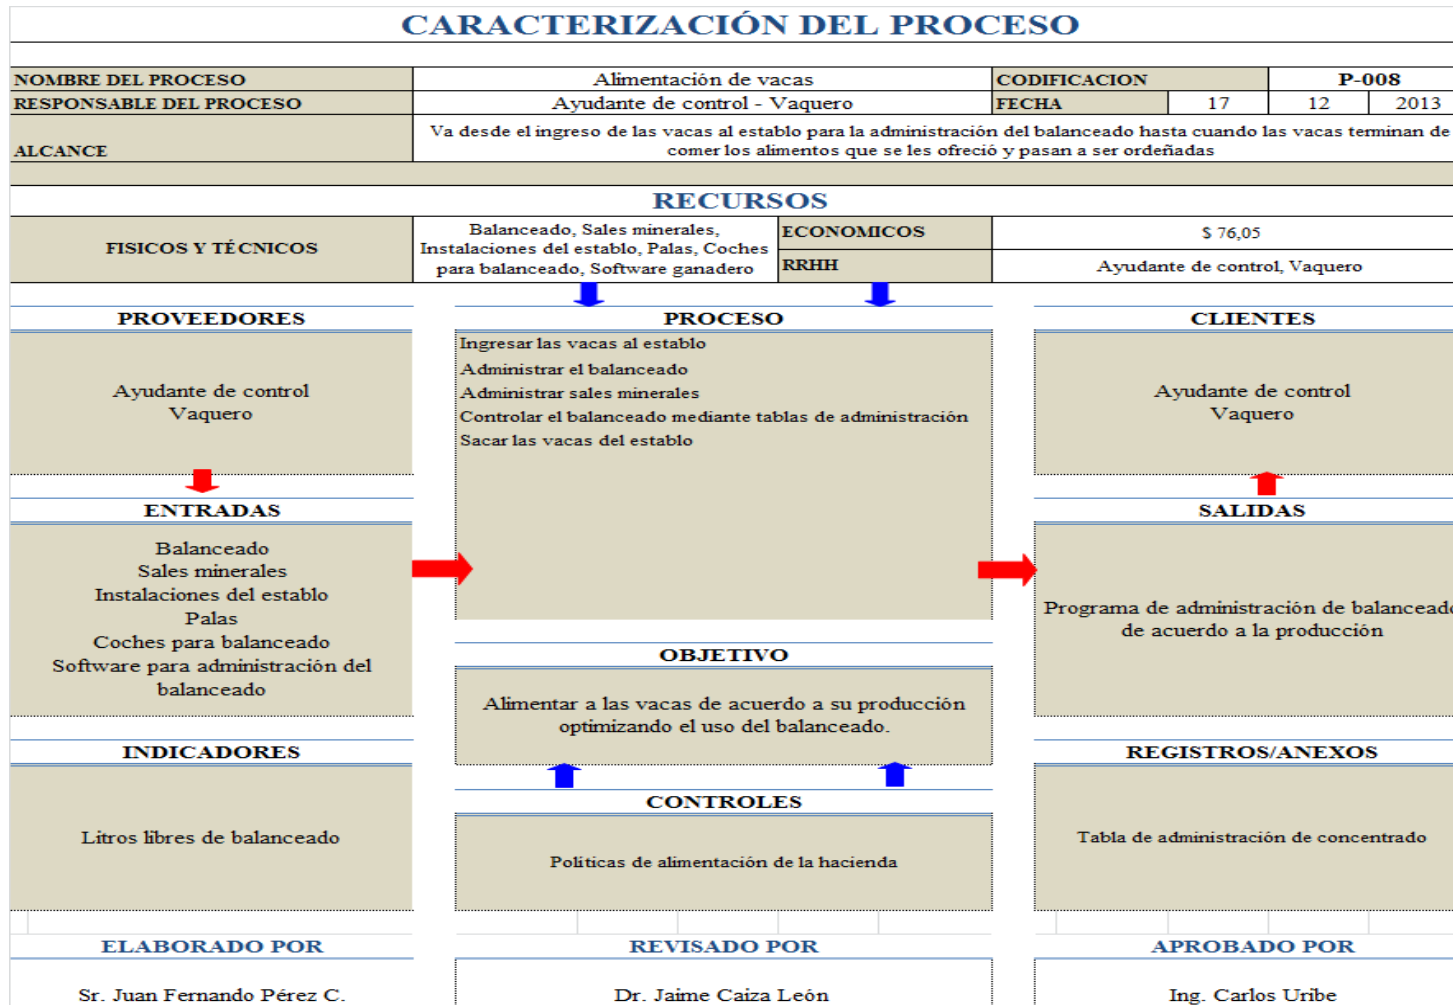 CARACTERIZACIÓN DEL PROCESO
NOMBRE DEL PROCESO Alimentación de vacas CODIFICACION P-008
RESPONSABLE DEL PROCESO Ayudante de control - Vaquero FECHA 17 12 2013
ALCANCE
Va desde el ingreso de las vacas al establo para la administración del balanceado hasta cuando las vacas terminan de
comer los alimentos que se les ofreció y pasan a ser ordeñadas
RECURSOS
FISICOS Y TÉCNICOS
Balanceado, Sales minerales,
Instalaciones del establo, Palas, Coches
para balanceado, Software ganadero
ECONOMICOS $ 76,05
RRHH Ayudante de control, Vaquero
PROVEEDORES
Ayudante de control
Vaquero
ENTRADAS
Balanceado
Sales minerales
Instalaciones del establo
Palas
Coches para balanceado
Software para administración del
balanceado
INDICADORES
Litros libres de balanceado
PROCESO
Ingresar las vacas al establo
Administrar el balanceado
Administrar sales minerales
Controlar el balanceado mediante tablas de administración
Sacar las vacas del establo
OBJETIVO
Alimentar a las vacas de acuerdo a su producción
optimizando el uso del balanceado.
CONTROLES
Políticas de alimentación de la hacienda
CLIENTES
Ayudante de control
Vaquero
SALIDAS
Programa de administración de balanceado
de acuerdo a la producción
REGISTROS/ANEXOS
Tabla de administración de concentrado
ELABORADO POR
Sr. Juan Fernando Pérez C.
REVISADO POR
Dr. Jaime Caiza León
APROBADO POR
Ing. Carlos Uribe